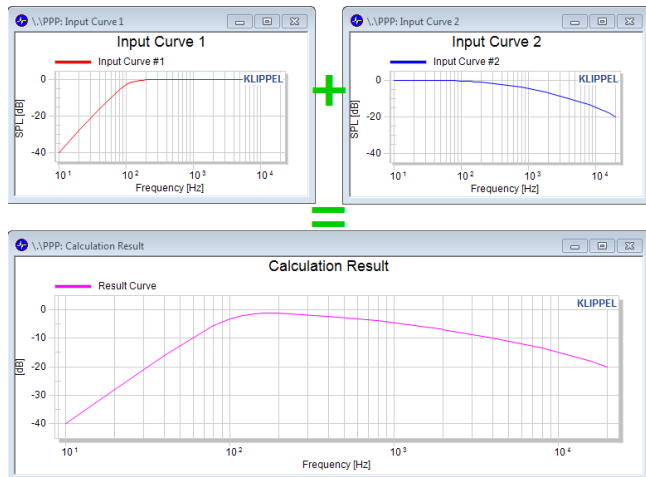 \.\PPP: Input Curve 1
Input Curve 1
Input Curve #1
KLIPPEL
0
-20
-40
SPL [dB]
10¹ 10² 10³ 10⁴
Frequency [Hz]
+
\.\PPP: Input Curve 2
Input Curve 2
Input Curve #2
KLIPPEL
0
-20
-40
SPL [dB]
10¹ 10² 10³ 10⁴
Frequency [Hz]
=
\.\PPP: Calculation Result
Calculation Result
Result Curve
KLIPPEL
0
-10
-20
-30
-40
[dB]
10¹ 10² 10³ 10⁴
Frequency [Hz]